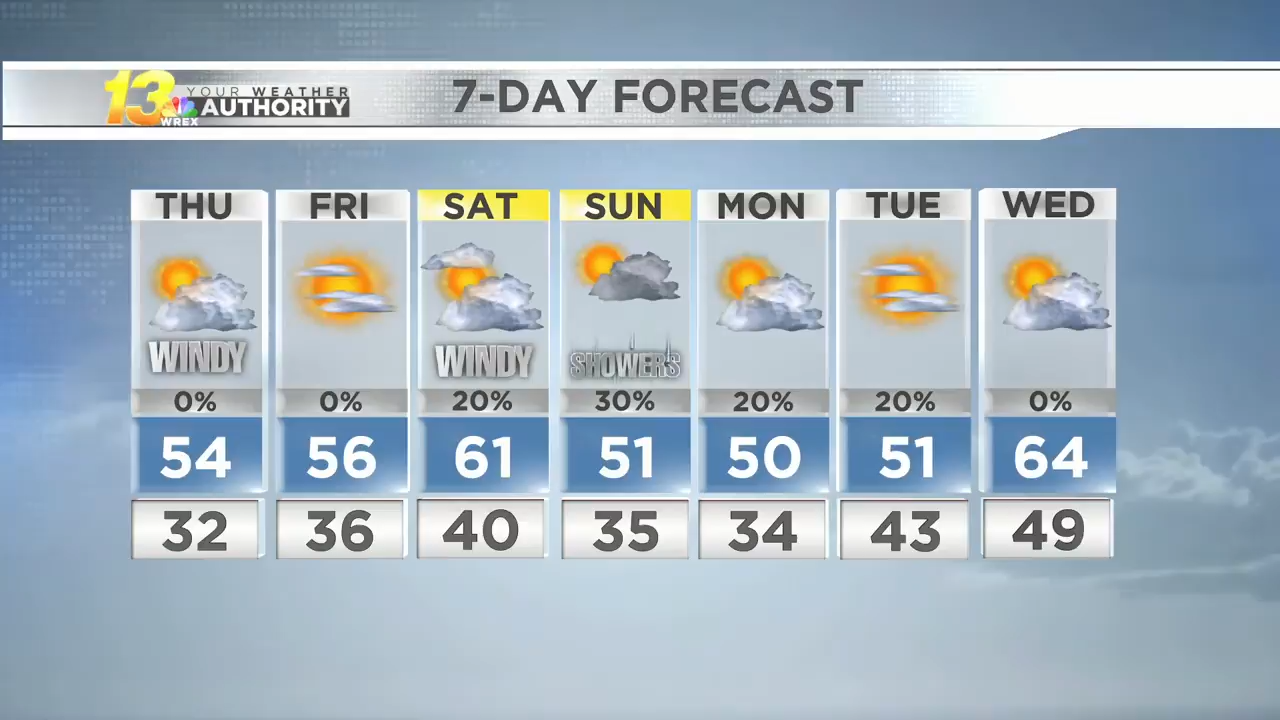 13
WREX
YOUR WEATHER
AUTHORITY
7-DAY FORECAST
THU FRI SAT SUN MON TUE WED
WINDY WINDY SHOWERS
0% 0% 20% 30% 20% 20% 0%
54 56 61 51 50 51 64
32 36 40 35 34 43 49